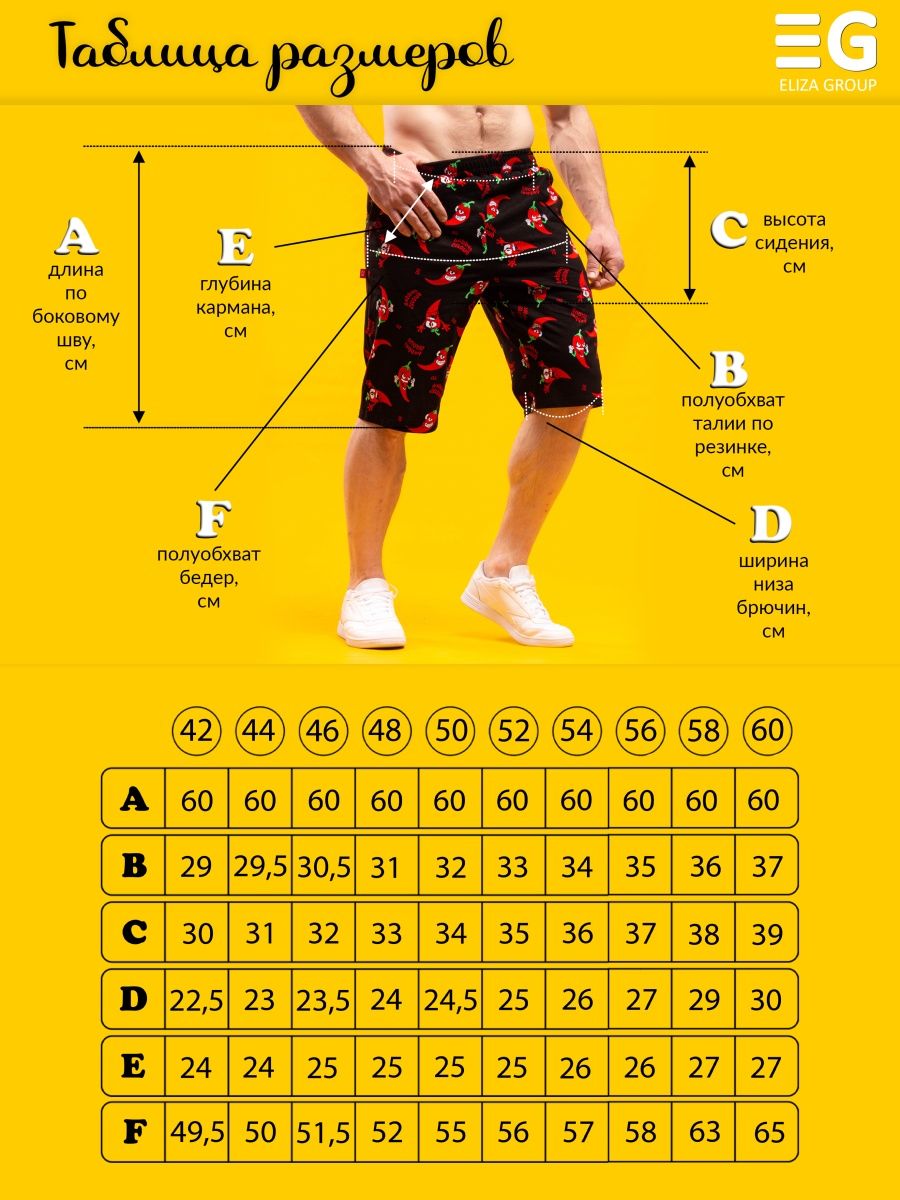 Таблица размеров
EG
ELIZA GROUP
A
длина
по
боковому
шву,
см
E
глубина
кармана,
см
C
высота
сидения,
см
B
полуобхват
талии по
резинке,
см
F
полуобхват
бедер,
см
D
ширина
низа
брючин,
см
42 44 46 48 50 52 54 56 58 60
A 60 60 60 60 60 60 60 60 60 60
B 29 29,5 30,5 31 32 33 34 35 36 37
C 30 31 32 33 34 35 36 37 38 39
D 22,5 23 23,5 24 24,5 25 26 27 29 30
E 24 24 25 25 25 25 26 26 27 27
F 49,5 50 51,5 52 55 56 57 58 63 65